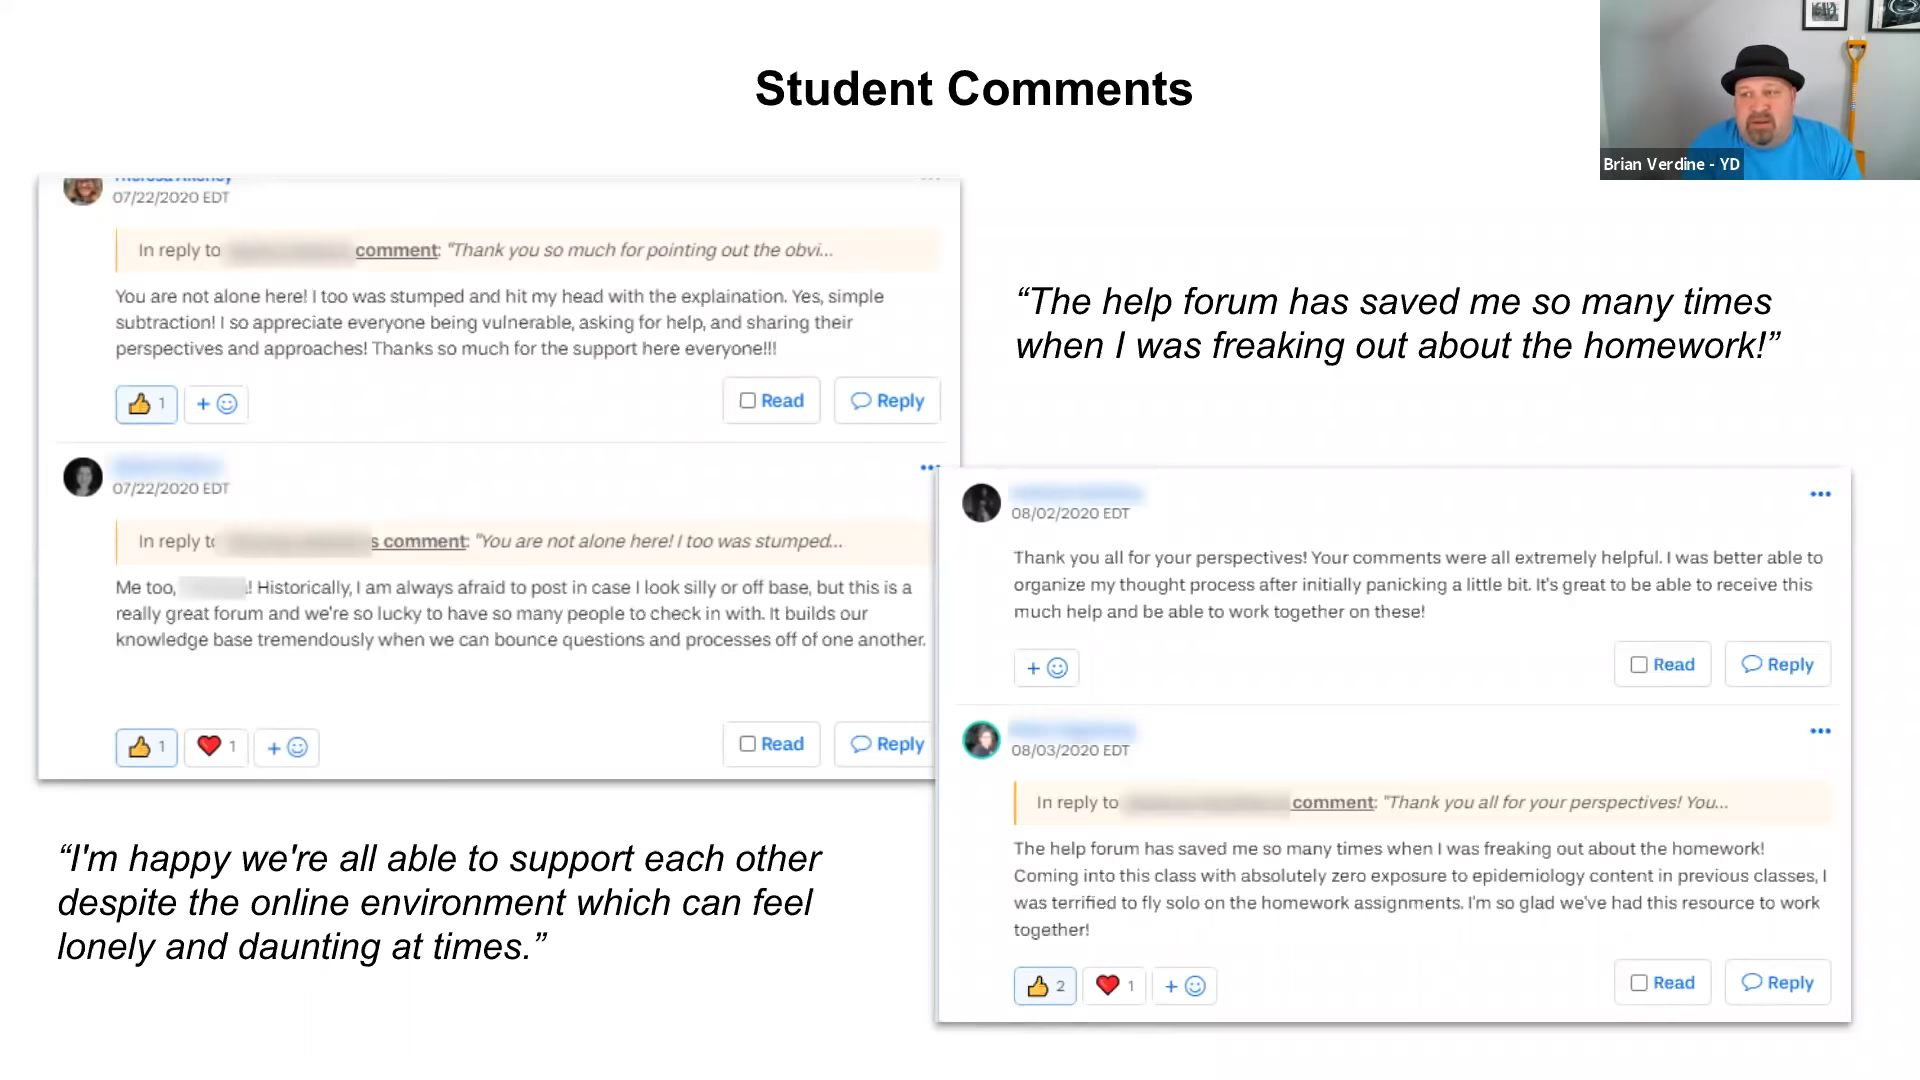 Student Comments
Brian Verdine - YD
07/22/2020 EDT
In reply to comment: "Thank you so much for pointing out the obvi...
You are not alone here! I too was stumped and hit my head with the explaination. Yes, simple
subtraction! I so appreciate everyone being vulnerable, asking for help, and sharing their
perspectives and approaches! Thanks so much for the support here everyone!!!
1
+
Read
Reply
07/22/2020 EDT
In reply to s comment: "You are not alone here! I too was stumped...
Me too, ! Historically, I am always afraid to post in case I look silly or off base, but this is a
really great forum and we're so lucky to have so many people to check in with. It builds our
knowledge base tremendously when we can bounce questions and processes off of one another.
1
1
+
Read
Reply
“The help forum has saved me so many times
when I was freaking out about the homework!”
08/02/2020 EDT
Thank you all for your perspectives! Your comments were all extremely helpful. I was better able to
organize my thought process after initially panicking a little bit. It's great to be able to receive this
much help and be able to work together on these!
+
Read
Reply
08/03/2020 EDT
In reply to comment: "Thank you all for your perspectives! You...
The help forum has saved me so many times when I was freaking out about the homework!
Coming into this class with absolutely zero exposure to epidemiology content in previous classes, I
was terrified to fly solo on the homework assignments. I'm so glad we've had this resource to work
together!
2
1
+
Read
Reply
“I'm happy we're all able to support each other
despite the online environment which can feel
lonely and daunting at times.”